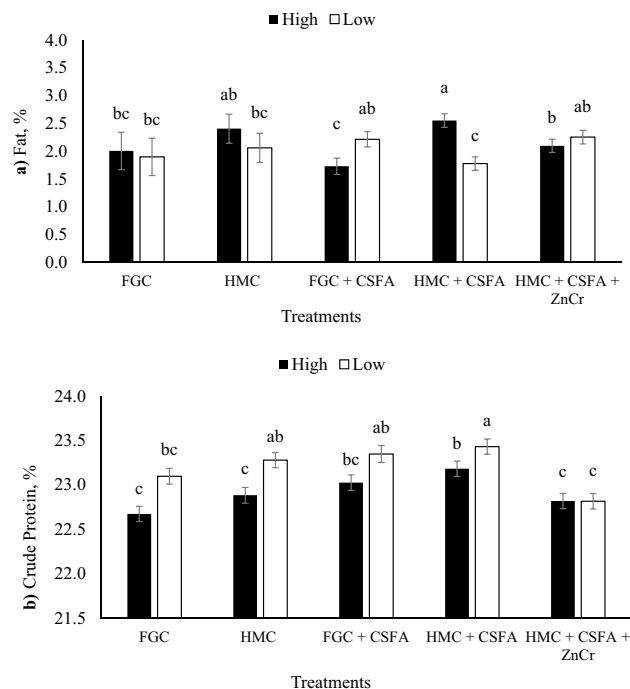 High Low
a) Fat, %
4.0
3.5
3.0
2.5
2.0
1.5
1.0
0.5
0.0
bc bc ab bc c ab a c b ab
FGC HMC FGC + CSFA HMC + CSFA HMC + CSFA +
ZnCr
Treatments
High Low
b) Crude Protein, %
24.0
23.5
23.0
22.5
22.0
21.5
c bc c ab bc ab b a c c
FGC HMC FGC + CSFA HMC + CSFA HMC + CSFA +
ZnCr
Treatments